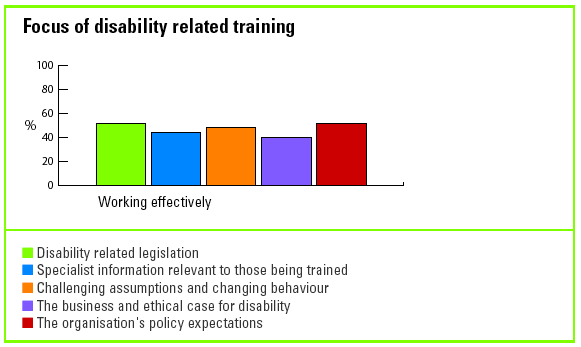 Focus of disability related training
100
80
60
%
40
20
0
Working effectively
Disability related legislation
Specialist information relevant to those being trained
Challenging assumptions and changing behaviour
The business and ethical case for disability
The organisation's policy expectations